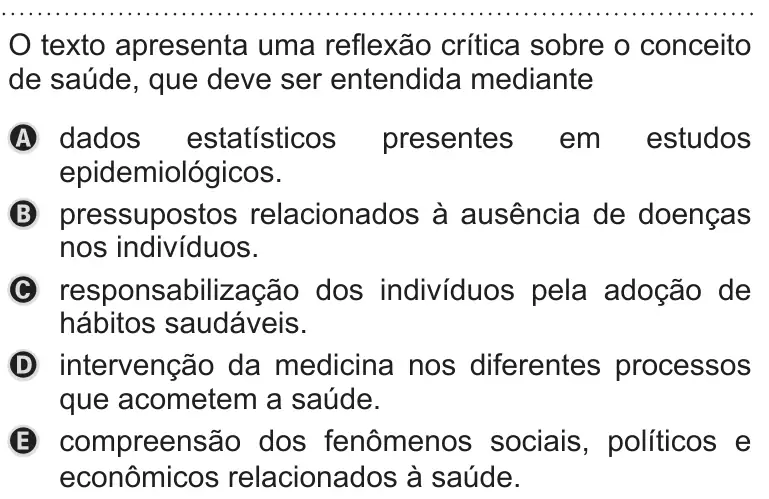 O texto apresenta uma reflexão crítica sobre o conceito
de saúde, que deve ser entendida mediante
A dados estatísticos presentes em estudos
epidemiológicos.
B pressupostos relacionados à ausência de doenças
nos indivíduos.
C responsabilização dos indivíduos pela adoção de
hábitos saudáveis.
D intervenção da medicina nos diferentes processos
que acometem a saúde.
E compreensão dos fenômenos sociais, políticos e
econômicos relacionados à saúde.